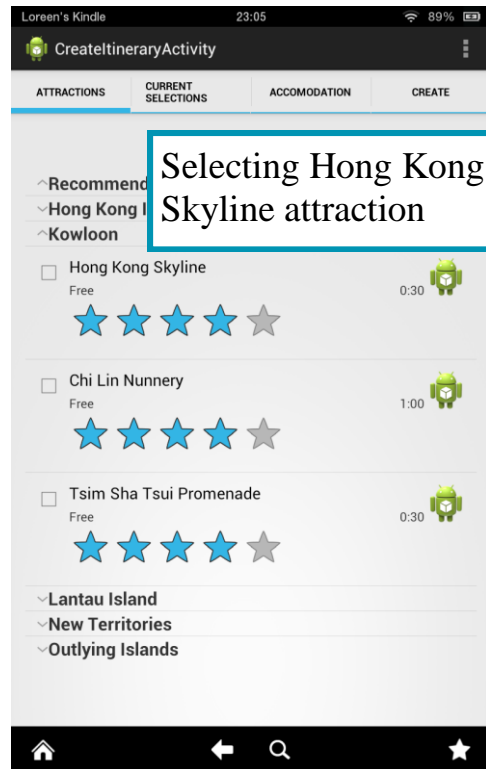 Loreen's Kindle 23:05 89%
CreateItineraryActivity
ATTRACTIONS CURRENT SELECTIONS ACCOMODATION CREATE
Selecting Hong Kong
Skyline attraction
Hong Kong
Kowloon
Hong Kong Skyline
Free 0:30
Chi Lin Nunnery
Free 1:00
Tsim Sha Tsui Promenade
Free 0:30
Lantau Island
New Territories
Outlying Islands